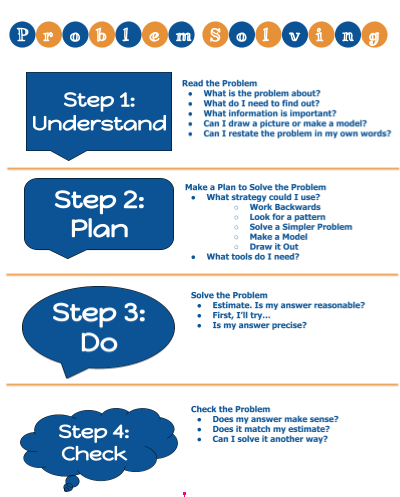 Problem Solving
Step 1:
Understand
Read the Problem
● What is the problem about?
● What do I need to find out?
● What information is important?
● Can I draw a picture or make a model?
● Can I restate the problem in my own words?
Step 2:
Plan
Make a Plan to Solve the Problem
● What strategy could I use?
○ Work Backwards
○ Look for a pattern
○ Solve a Simpler Problem
○ Make a Model
○ Draw it Out
● What tools do I need?
Step 3:
Do
Solve the Problem
● Estimate. Is my answer reasonable?
● First, I’ll try...
● Is my answer precise?
Step 4:
Check
Check the Problem
● Does my answer make sense?
● Does it match my estimate?
● Can I solve it another way?